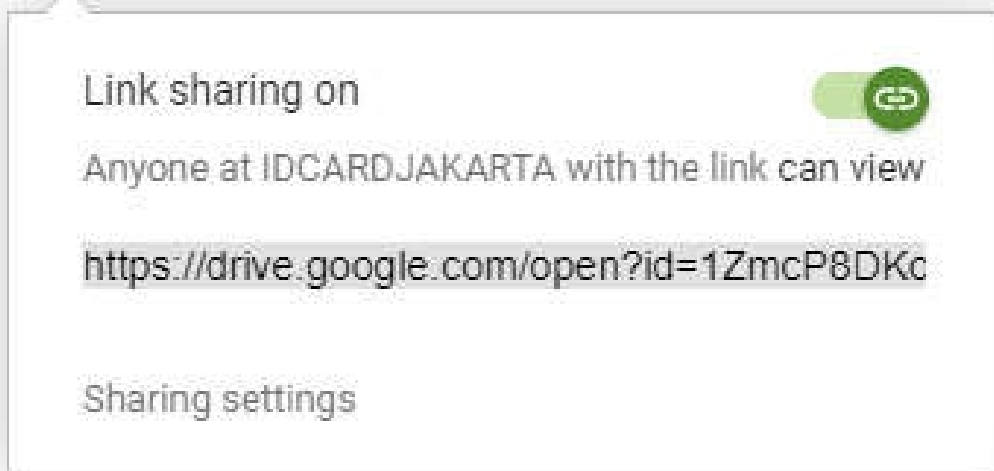 Link sharing on
Anyone at IDCARDJAKARTA with the link can view
https://drive.google.com/open?id=1ZmcP8DKc
Sharing settings